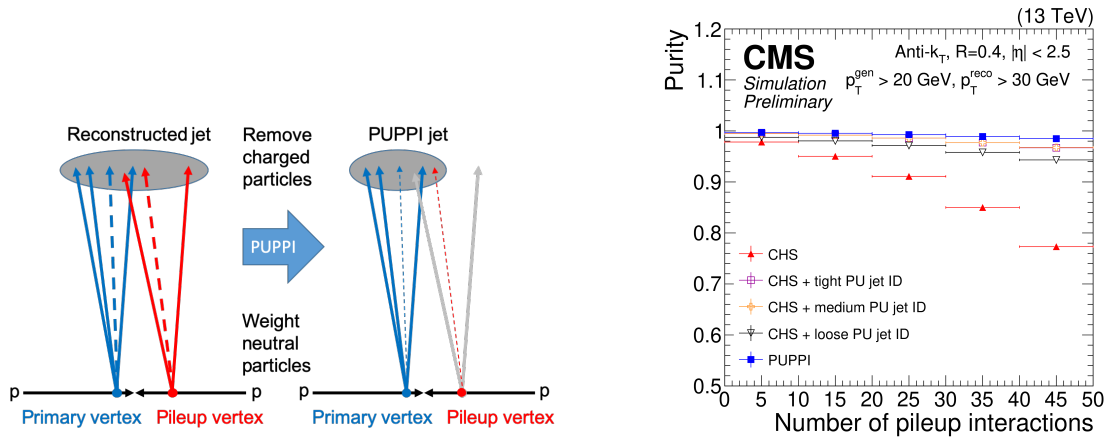 Reconstructed jet
Remove
charged
particles
PUPPI
Weight
neutral
particles
PUPPI jet
p
p
Primary vertex
Pileup vertex
p
p
Primary vertex
Pileup vertex
(13 TeV)
Purity
1.2
1.1
1
0.9
0.8
0.7
0.6
0.5
CMS
Simulation
Preliminary
Anti-kT, R=0.4, |η| < 2.5
pTgen > 20 GeV, pTreco > 30 GeV
CHS
CHS + tight PU jet ID
CHS + medium PU jet ID
CHS + loose PU jet ID
PUPPI
0 5 10 15 20 25 30 35 40 45 50
Number of pileup interactions